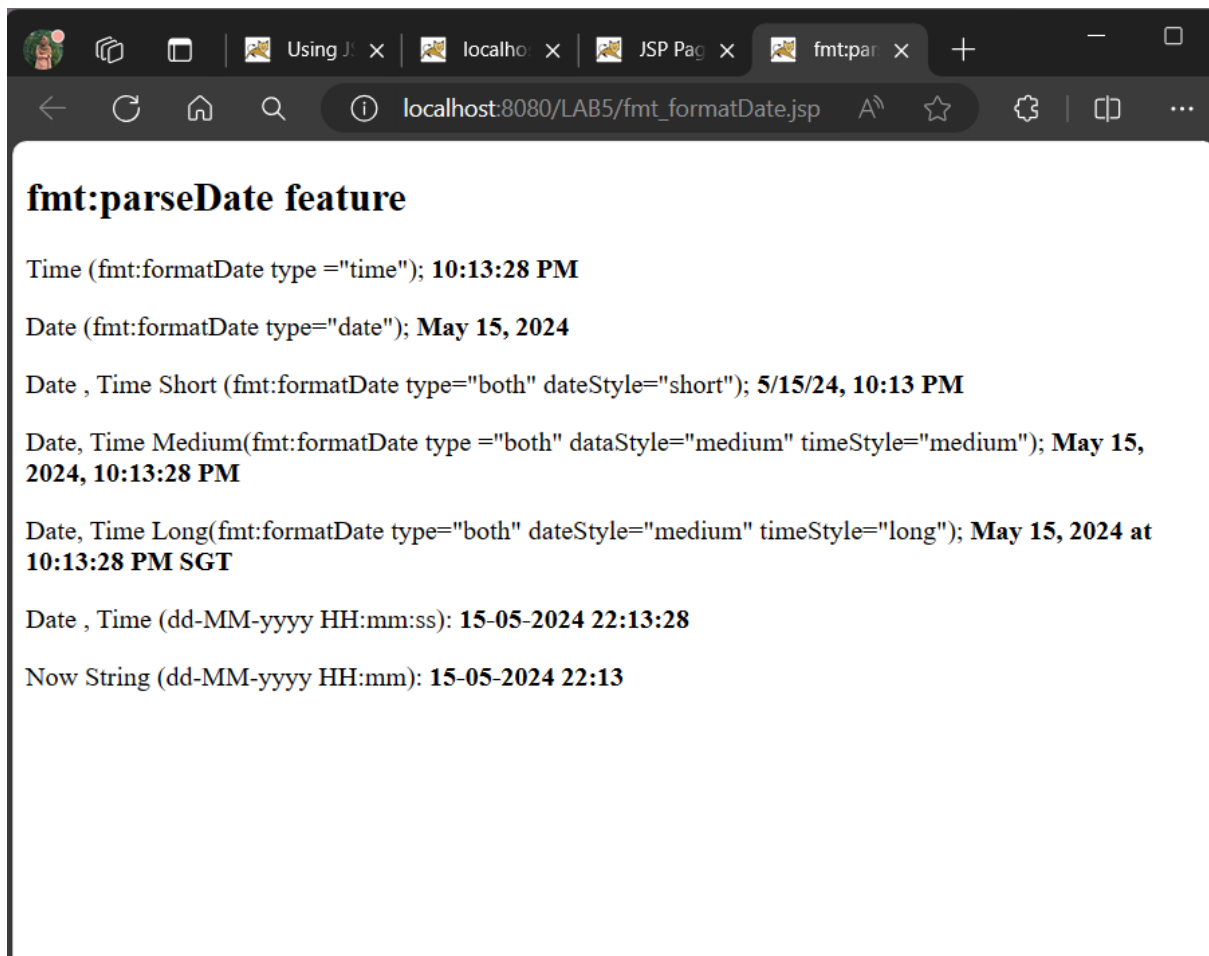 Using JS
localho
JSP Pag
fmt:par
localhost:8080/LAB5/fmt_formatDate.jsp
fmt:parseDate feature
Time (fmt:formatDate type ="time"); 10:13:28 PM
Date (fmt:formatDate type="date"); May 15, 2024
Date , Time Short (fmt:formatDate type="both" dateStyle="short"); 5/15/24, 10:13 PM
Date, Time Medium(fmt:formatDate type ="both" dataStyle="medium" timeStyle="medium"); May 15,
2024, 10:13:28 PM
Date, Time Long(fmt:formatDate type="both" dateStyle="medium" timeStyle="long"); May 15, 2024 at
10:13:28 PM SGT
Date , Time (dd-MM-yyyy HH:mm:ss): 15-05-2024 22:13:28
Now String (dd-MM-yyyy HH:mm): 15-05-2024 22:13